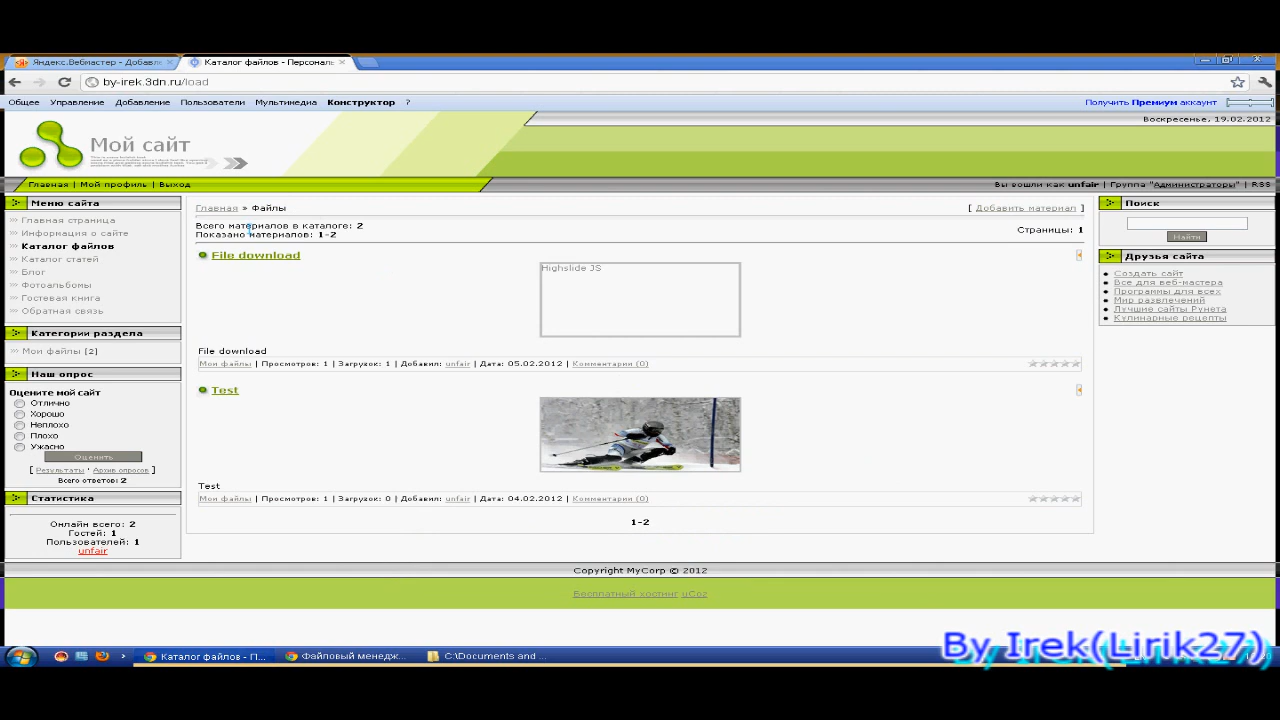 Яндекс.Вебмастер - Добавле
Каталог файлов - Персональ
by-irek.3dn.ru/load
Общее Управление Добавление Пользователи Мультимедиа Конструктор ?
Получить Премиум аккаунт
Воскресенье, 19.02.2012
Мой сайт
Главная | Мой профиль | Выход
Вы вошли как unfair | Группа "Администраторы" | RSS
Меню сайта
Главная страница
Информация о сайте
Каталог файлов
Каталог статей
Блог
Фотоальбомы
Гостевая книга
Обратная связь
Категории раздела
Мои файлы [2]
Наш опрос
Оцените мой сайт
Отлично
Хорошо
Неплохо
Плохо
Ужасно
Оценить
[ Результаты · Архив опросов ]
Всего ответов: 2
Статистика
Онлайн всего: 2
Гостей: 1
Пользователей: 1
unfair
Главная » Файлы
[ Добавить материал ]
Всего материалов в каталоге: 2
Показано материалов: 1-2
Страницы: 1
File download
Highslide JS
File download
Мои файлы | Просмотров: 1 | Загрузок: 1 | Добавил: unfair | Дата: 05.02.2012 | Комментарии (0)
Test
Test
Мои файлы | Просмотров: 1 | Загрузок: 0 | Добавил: unfair | Дата: 04.02.2012 | Комментарии (0)
1-2
Поиск
Найти
Друзья сайта
Создать сайт
Все для веб-мастера
Программы для всех
Мир развлечений
Лучшие сайты Рунета
Кулинарные рецепты
Copyright MyCorp © 2012
Бесплатный хостинг uCoz
Каталог файлов - П...
Файловый менедж...
C:\Documents and ...
By Irek(Lirik27)